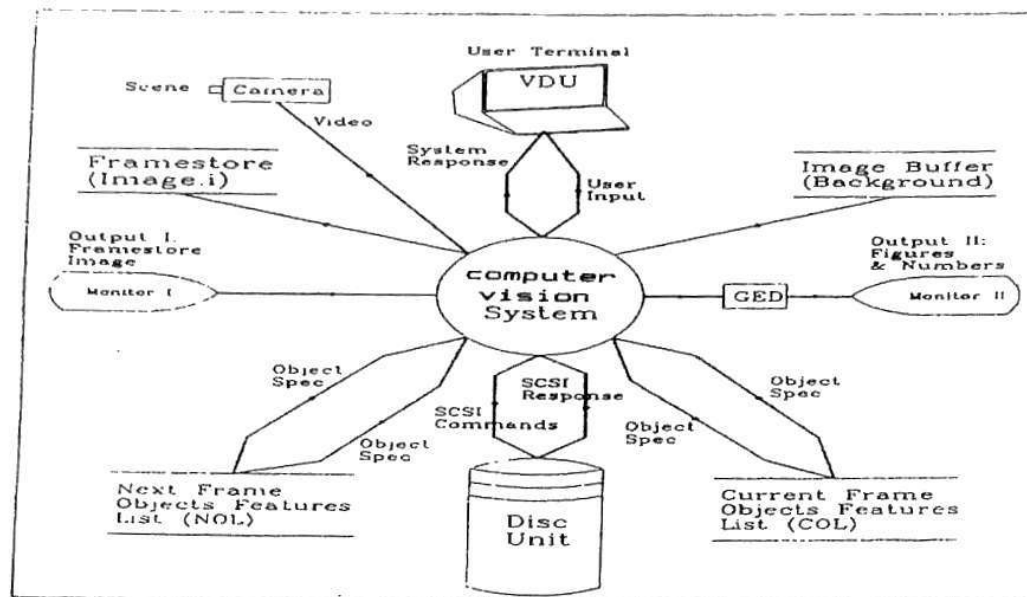 User Terminal
VDU
Scene
Camera
Video
System
Response
User
Input
Framestore
(Image.i)
Image Buffer
(Background)
Output I.
Framestore
Image
Monitor I
computer
vision
System
GED
Output II:
Figures
& Numbers
Monitor II
Object
Spec
Object
Spec
SCSI
Response
SCSI
Commands
Object
Spec
Object
Spec
Next Frame
Objects Features
List (NOL)
Disc
Unit
Current Frame
Objects Features
List (COL)